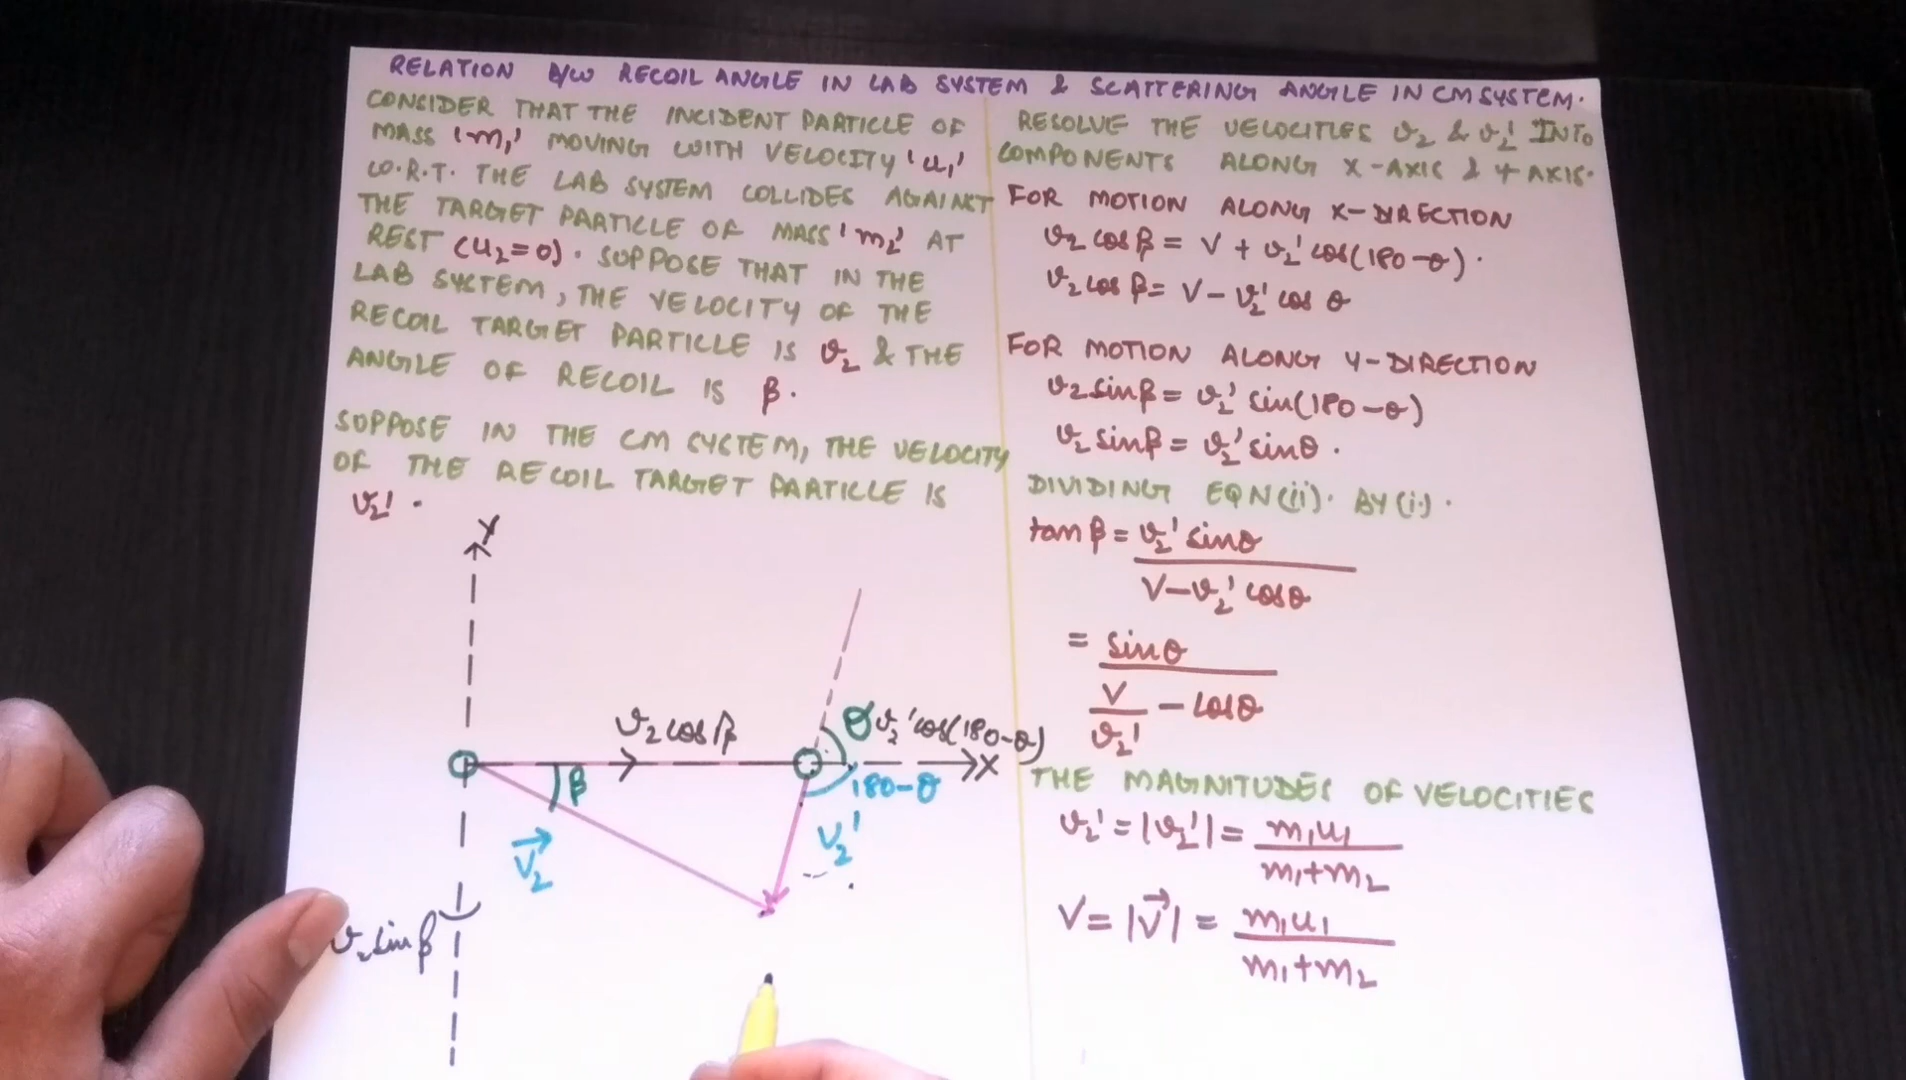 RELATION B/W RECOIL ANGLE IN LAB SYSTEM & SCATTERING ANGLE IN CM SYSTEM.
CONSIDER THAT THE INCIDENT PARTICLE OF
MASS 'm₁' MOVING WITH VELOCITY 'u₁'
W.R.T. THE LAB SYSTEM COLLIDES AGAINST
THE TARGET PARTICLE OF MASS 'm₂' AT
REST (u₂=0). SUPPOSE THAT IN THE
LAB SYSTEM, THE VELOCITY OF THE
RECOIL TARGET PARTICLE IS v₂ & THE
ANGLE OF RECOIL IS β.
SUPPOSE IN THE CM SYSTEM, THE VELOCITY
OF THE RECOIL TARGET PARTICLE IS
v₂'.
Y
v₂ cos β
θ
v₂' cos(180-θ)
X
β
180-θ
V⃗₂
V₂'
v₂ sin β
RESOLVE THE VELOCITIES v₂ & v₂' INTO
COMPONENTS ALONG X-AXIS & Y AXIS.
FOR MOTION ALONG X-DIRECTION
v₂ cos β = V + v₂' cos(180-θ).
v₂ cos β = V - v₂' cos θ
FOR MOTION ALONG Y-DIRECTION
v₂ sin β = v₂' sin(180-θ)
v₂ sin β = v₂' sin θ.
DIVIDING EQN(ii). BY (i.).
tan β = v₂' sin θ
V - v₂' cos θ
= sin θ
V
- cos θ
v₂'
THE MAGNITUDES OF VELOCITIES
v₂' = |v₂'| = m₁u₁
m₁+m₂
V = |V⃗| = m₁u₁
m₁+m₂